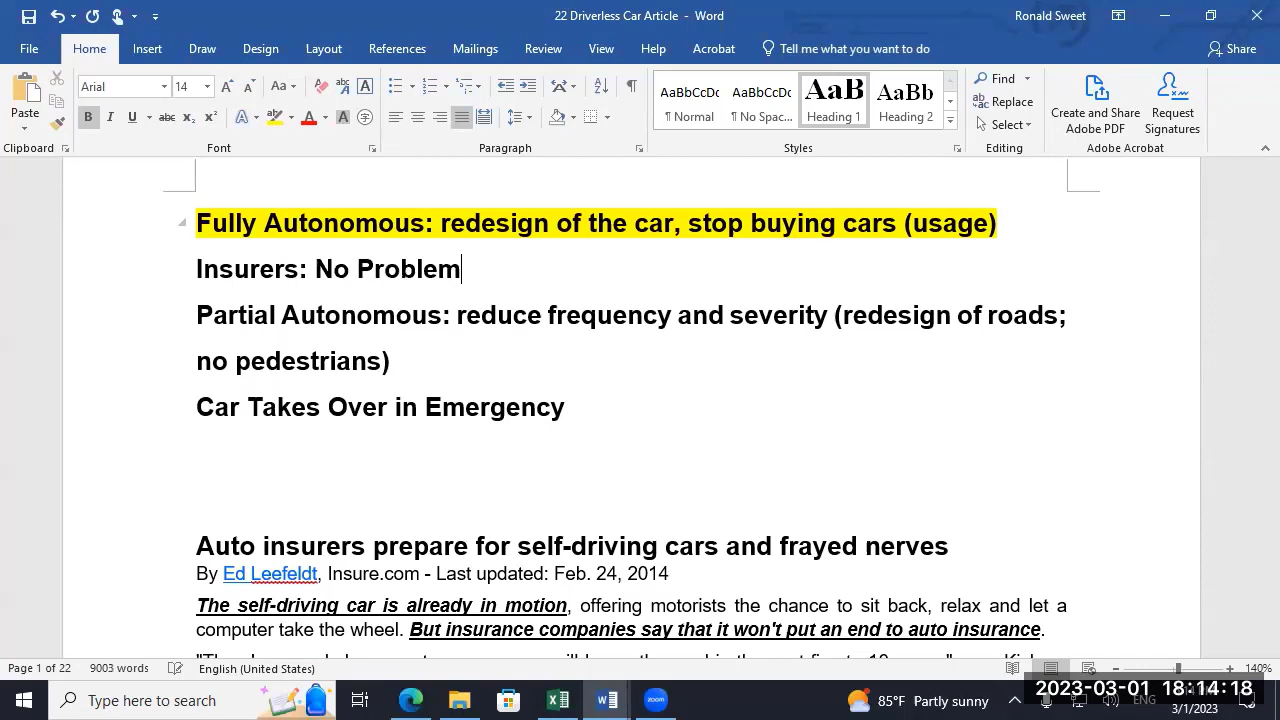 22 Driverless Car Article - Word
Ronald Sweet
File Home Insert Draw Design Layout References Mailings Review View Help Acrobat Tell me what you want to do Share
Paste
Arial 14
Aa
B I U abc x₂ x² A A A
AaBbCcDc AaBbCcDc AaB AaBb
¶ Normal ¶ No Spac... Heading 1 Heading 2
Find
Replace
Select
Create and Share Adobe PDF
Request Signatures
Clipboard Font Paragraph Styles Editing Adobe Acrobat
Fully Autonomous: redesign of the car, stop buying cars (usage)
Insurers: No Problem
Partial Autonomous: reduce frequency and severity (redesign of roads;
no pedestrians)
Car Takes Over in Emergency
Auto insurers prepare for self-driving cars and frayed nerves
By Ed Leefeldt, Insure.com - Last updated: Feb. 24, 2014
The self-driving car is already in motion, offering motorists the chance to sit back, relax and let a
computer take the wheel. But insurance companies say that it won't put an end to auto insurance.
Page 1 of 22 9003 words English (United States) 140%
Type here to search
zoom
85°F Partly sunny
ENG
2023-03-01 18:14:18
3/1/2023